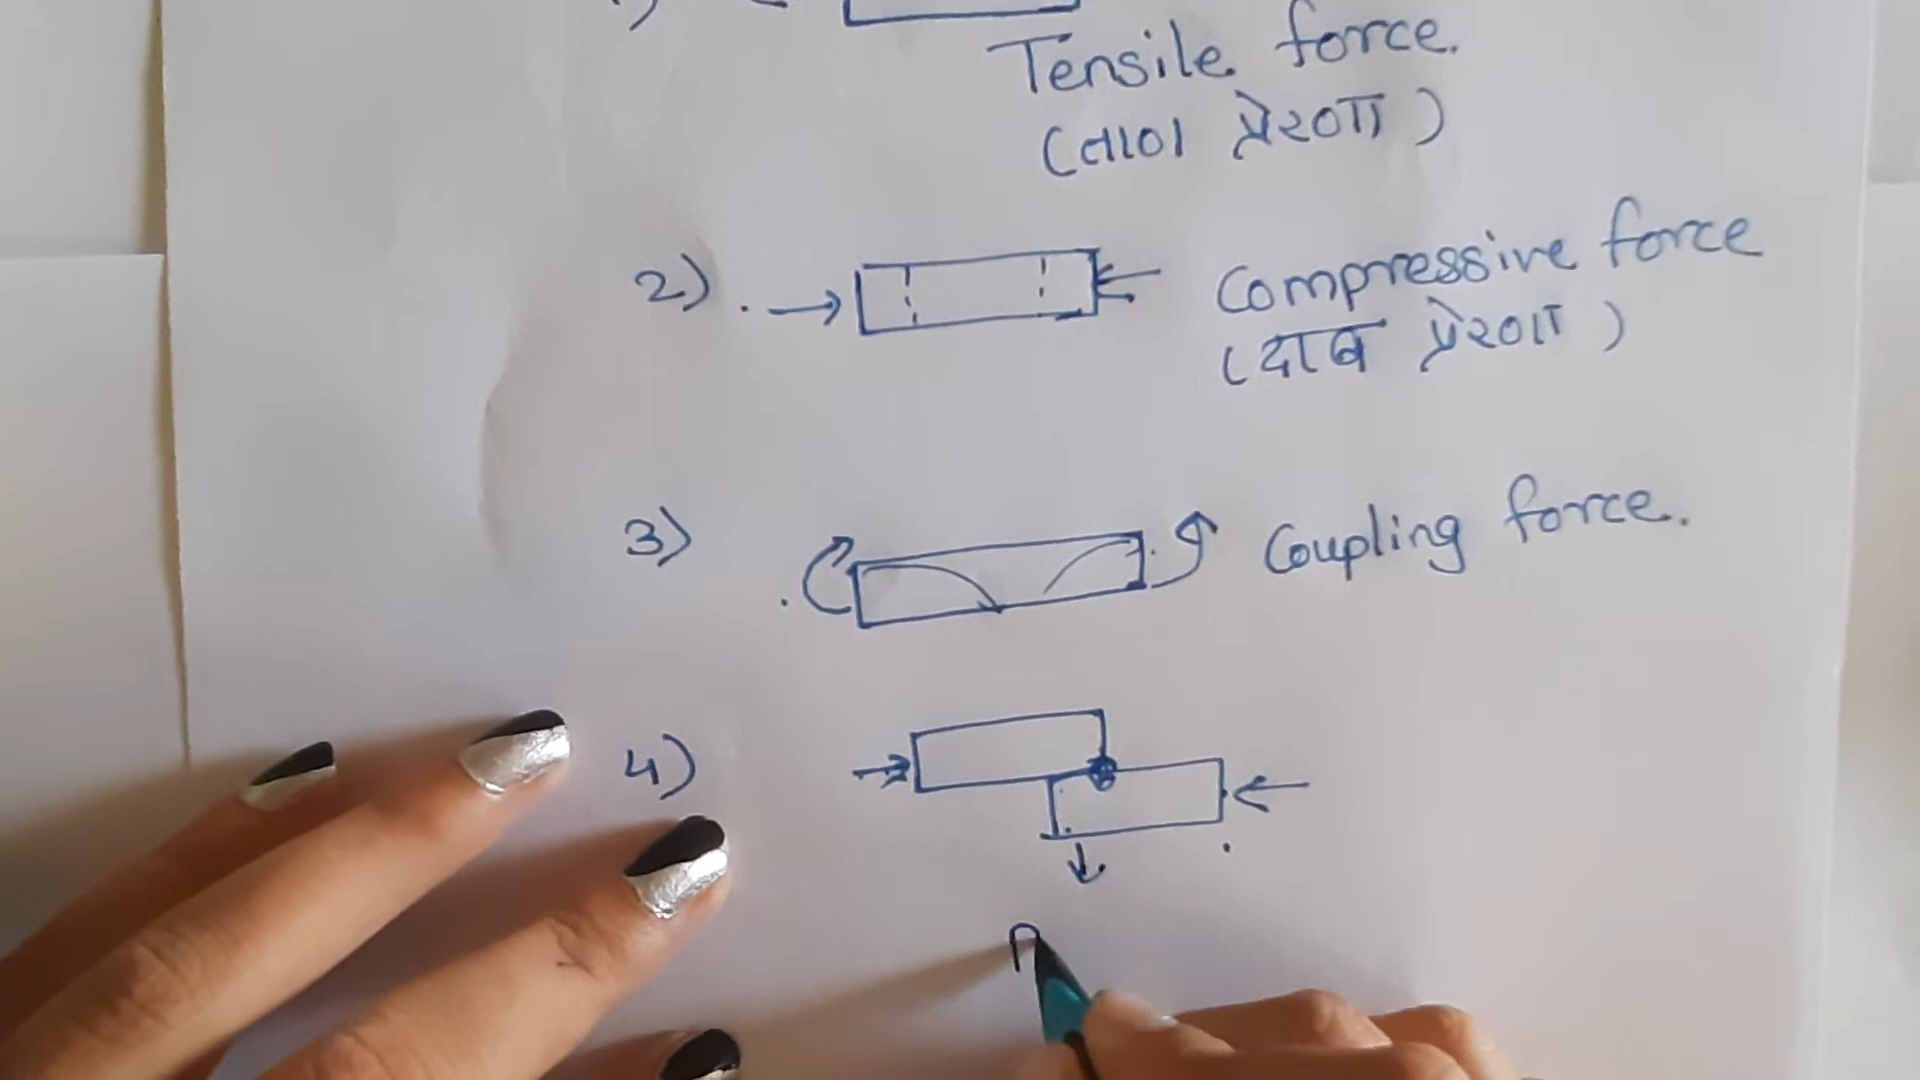 Tensile force.
(ताण प्रेरणा)
2) Compressive force
(दाब प्रेरणा)
3) Coupling force.
4)